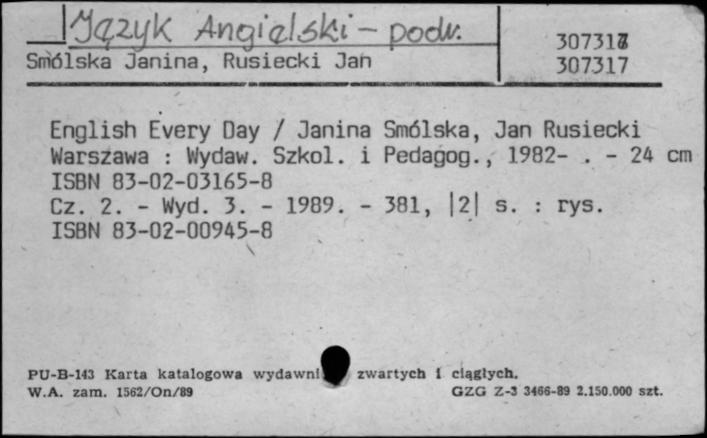 Język Angielski - podr.
307317
Smólska Janina, Rusiecki Jan
307317
English Every Day / Janina Smólska, Jan Rusiecki
Warszawa : Wydaw. Szkol. i Pedagog., 1982- . - 24 cm
ISBN 83-02-03165-8
Cz. 2. - Wyd. 3. - 1989. - 381, |2| s. : rys.
ISBN 83-02-00945-8
PU-B-143 Karta katalogowa wydawni zwartych i ciągłych.
W.A. zam. 1562/On/89
GZG Z-3 3466-89 2.150.000 szt.